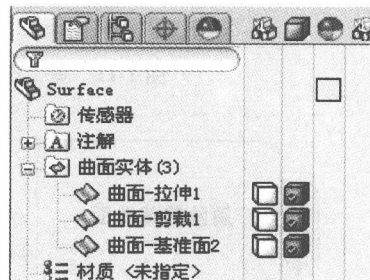 Surface
传感器
A 注解
曲面实体(3)
曲面-拉伸1
曲面-剪裁1
曲面-基准面2
材质 <未指定>